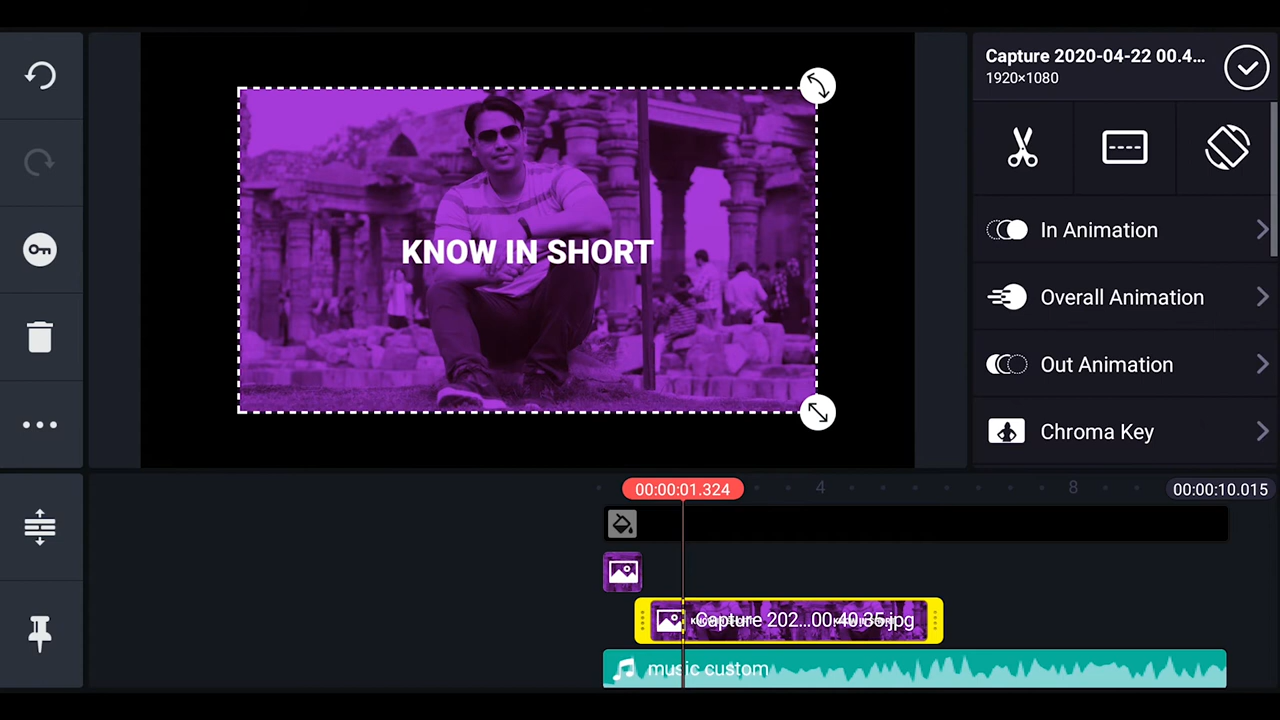 Capture 2020-04-22 00.4...
1920×1080
KNOW IN SHORT
In Animation
Overall Animation
Out Animation
Chroma Key
00:00:01.324
4
8
00:00:10.015
Capture 202...00:40.35.jpg
music custom